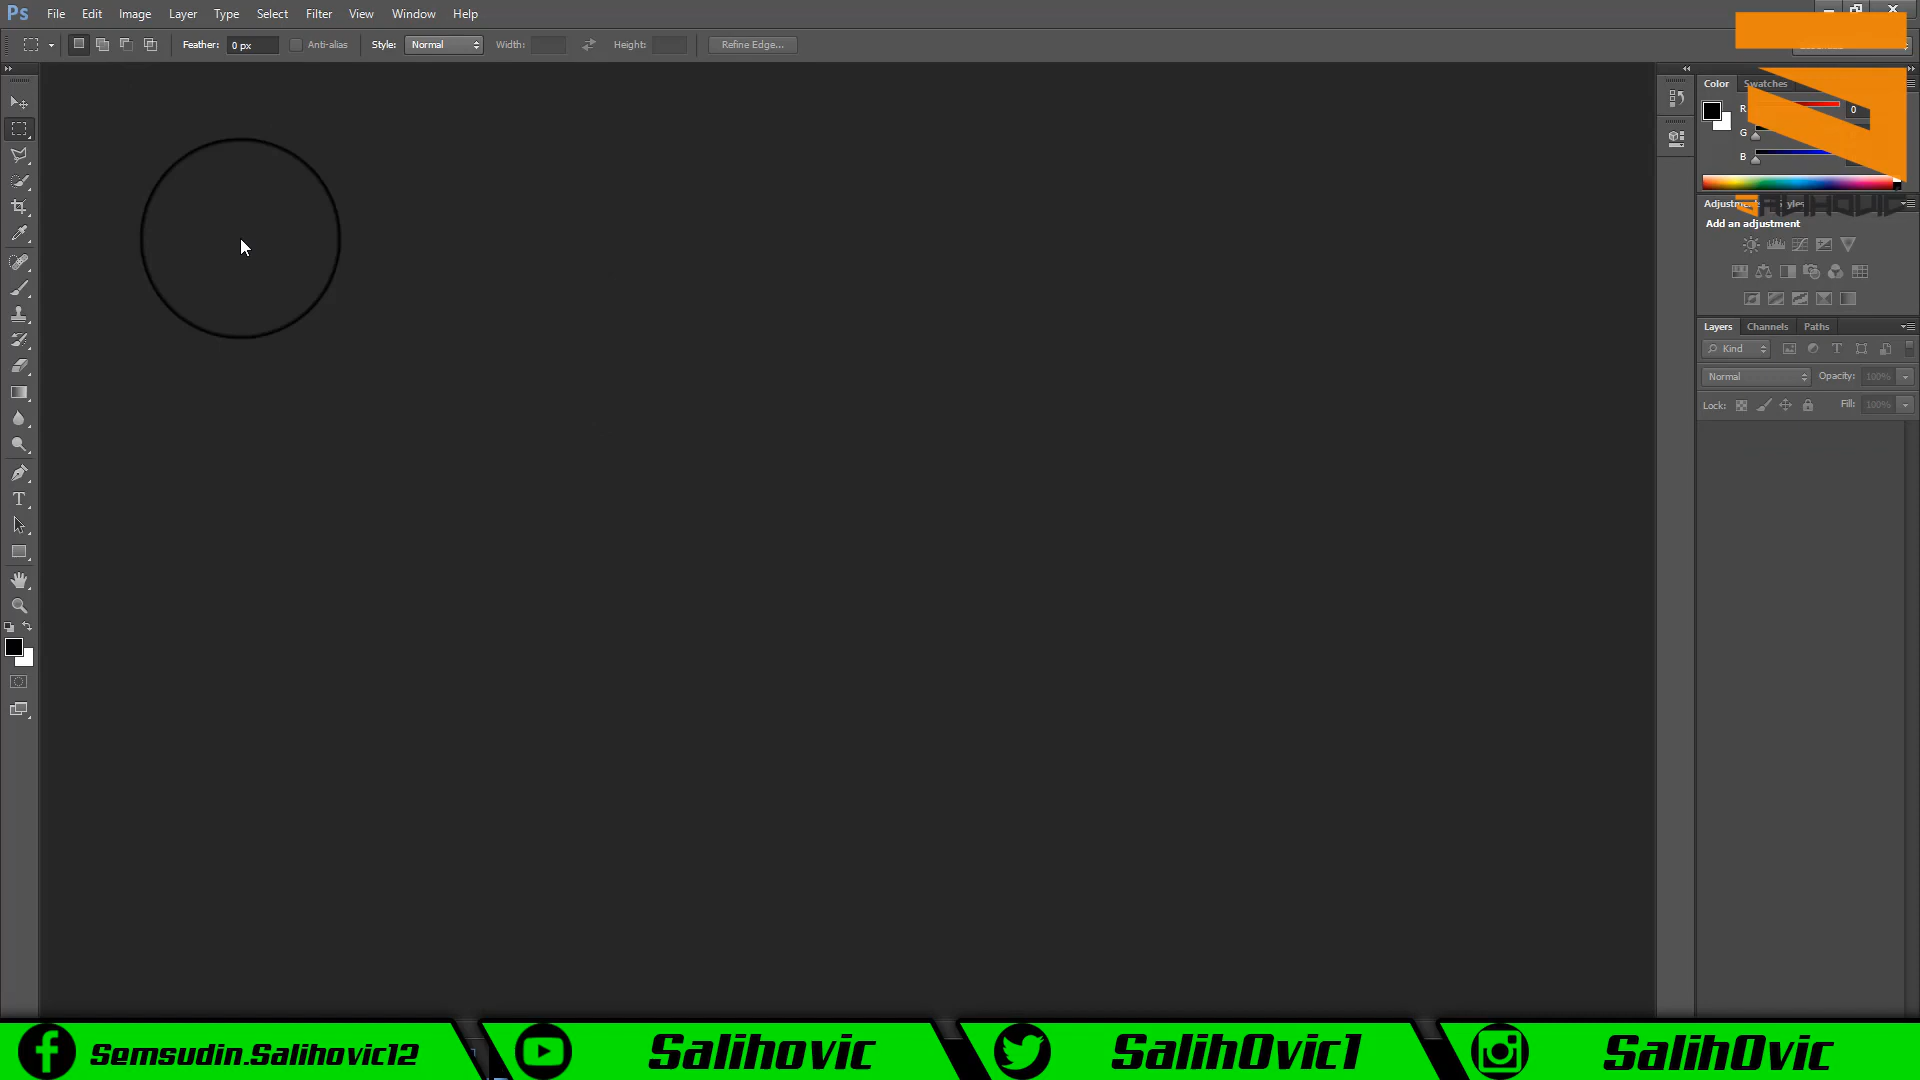 Ps File Edit Image Layer Type Select Filter View Window Help
Feather: 0 px Anti-alias Style: Normal Width: Height: Refine Edge...
Color Swatches
R 0
G
B
SALIHOVIC
Add an adjustment
Layers Channels Paths
Kind
Normal Opacity: 100%
Lock: Fill: 100%
T
Semsudin.Salihovic12 Salihovic Salih0vic1 Salih0vic